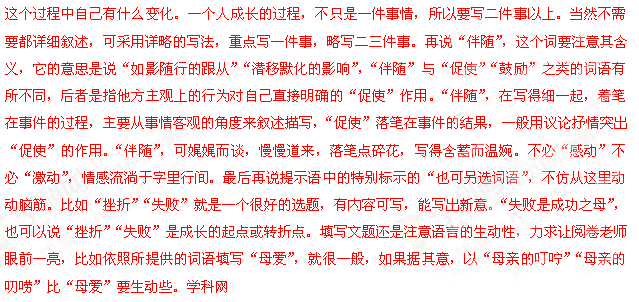 这个过程中自己有什么变化。一个人成长的过程，不只是一件事情，所以要写二件事以上。当然不需
要都详细叙述，可采用详略的写法，重点写一件事，略写二三件事。再说“伴随”，这个词要注意其含
义，它的意思是说“如影随行的跟从”“潜移默化的影响”，“伴随”与“促使”“鼓励”之类的词语有
所不同，后者是指他方主观上的行为对自己直接明确的“促使”作用。“伴随”，在写得细一起，着笔
在事件的过程，主要从事情客观的角度来叙述描写，“促使”落笔在事件的结果，一般用议论抒情突出
“促使”的作用。“伴随”，可娓娓而谈，慢慢道来，落笔点碎花，写得含蓄而温婉。不必“感动”不
必“激动”，情感流淌于字里行间。最后再说提示语中的特别标示的“也可另选词语”，不仿从这里动
动脑筋。比如“挫折”“失败”就是一个很好的选题，有内容可写，能写出新意。“失败是成功之母”，
也可以说“挫折”“失败”是成长的起点或转折点。填写文题还是注意语言的生动性，力求让阅卷老师
眼前一亮，比如依照所提供的词语填写“母爱”，就很一般，如果据其意，以“母亲的叮咛”“母亲的
叨唠”比“母爱”要生动些。学科网